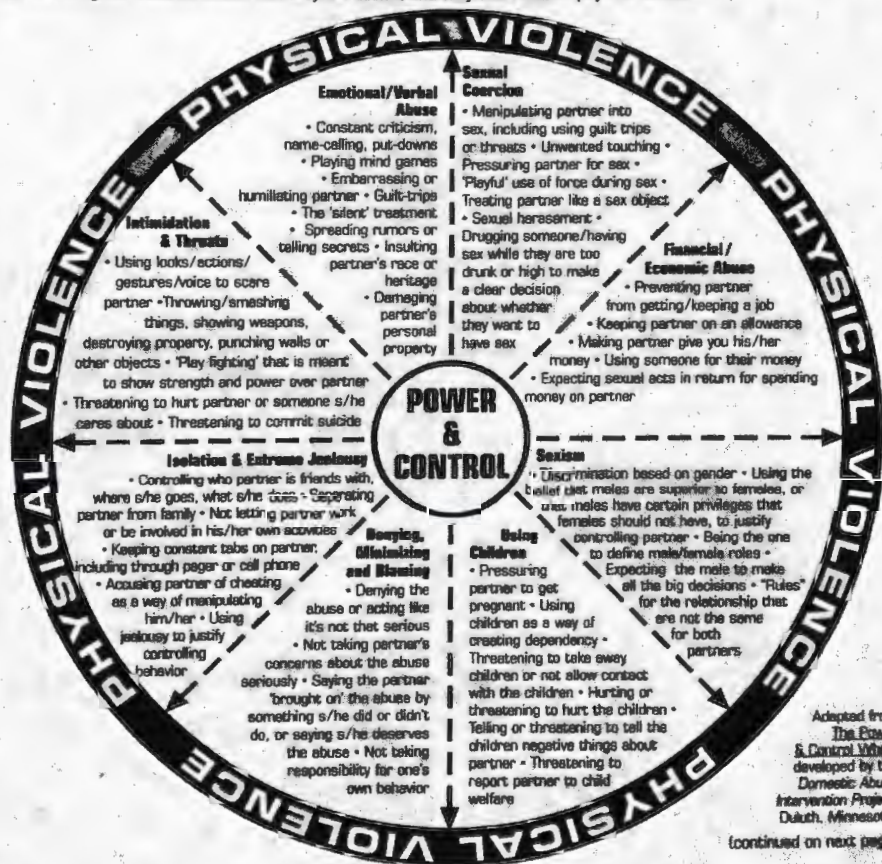 PHYSICAL VIOLENCE
PHYSICAL VIOLENCE
PHYSICAL VIOLENCE
PHYSICAL VIOLENCE
POWER
&
CONTROL
Emotional/Verbal
Abuse
• Constant criticism,
name-calling, put-downs
• Playing mind games
• Embarrassing or
humiliating partner • Guilt-trips
• The 'silent' treatment
• Spreading rumors or
telling secrets • Insulting
partner's race or
heritage
• Damaging
partner's
personal
property
Sexual
Coercion
• Manipulating partner into
sex, including using guilt trips
or threats • Unwanted touching •
Pressuring partner for sex •
'Playful' use of force during sex •
Treating partner like a sex object
• Sexual harassment •
Drugging someone/having
sex while they are too
drunk or high to make
a clear decision
about whether
they want to
have sex
Financial/
Economic Abuse
• Preventing partner
from getting/keeping a job
• Keeping partner on an allowance
• Making partner give you his/her
money • Using someone for their money
• Expecting sexual acts in return for spending
money on partner
Sexism
• Discrimination based on gender • Using the
belief that males are superior to females, or
that males have certain privileges that
females should not have, to justify
controlling partner • Being the one
to define male/female roles •
Expecting the male to make
all the big decisions • "Rules"
for the relationship that
are not the same
for both
partners
Using
Children
• Pressuring
partner to get
pregnant • Using
children as a way of
creating dependency •
Threatening to take away
children or not allow contact
with the children • Hurting or
threatening to hurt the children •
Telling or threatening to tell the
children negative things about
partner • Threatening to
report partner to child
welfare
Denying,
Minimizing
and Blaming
• Denying the
abuse or acting like
it's not that serious
• Not taking partner's
concerns about the abuse
seriously • Saying the partner
'brought on' the abuse by
something s/he did or didn't
do, or saying s/he deserves
the abuse • Not taking
responsibility for one's
own behavior
Isolation & Extreme Jealousy
• Controlling who partner is friends with,
where s/he goes, what s/he does • Separating
partner from family • Not letting partner work
or be involved in his/her own activities
• Keeping constant tabs on partner,
including through pager or cell phone
• Accusing partner of cheating
as a way of manipulating
him/her • Using
jealousy to justify
controlling
behavior
Intimidation
& Threats
• Using looks/actions/
gestures/voice to scare
partner •Throwing/smashing
things, showing weapons,
destroying property, punching walls or
other objects • 'Play fighting' that is meant
to show strength and power over partner
• Threatening to hurt partner or someone s/he
cares about • Threatening to commit suicide
Adapted
The
& Control
developed by
Domestic
Intervention
Duluth,
(continued on next